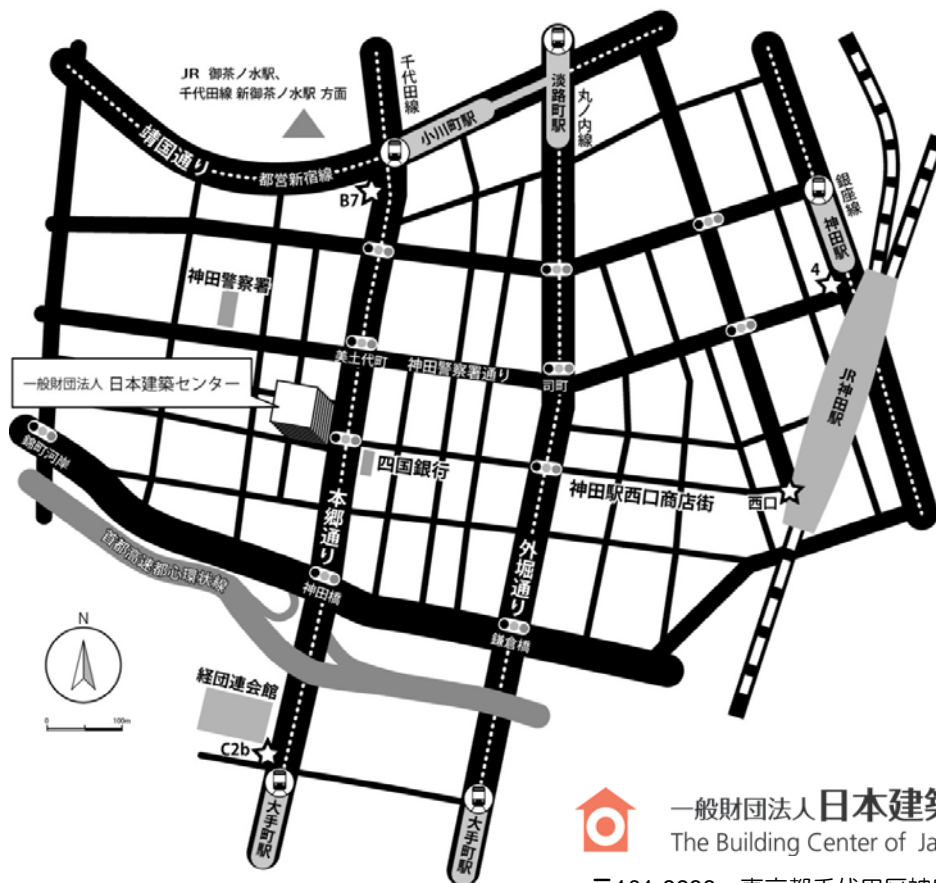 JR 御茶ノ水駅、
千代田線 新御茶ノ水駅 方面
千代田線
小川町駅
淡路町駅
丸ノ内線
靖国通り
都営新宿線
B7
銀座線
神田駅
4
神田警察署
美土代町
神田警察署通り
司町
JR神田駅
一般財団法人 日本建築センター
錦町河岸
四国銀行
神田駅西口商店街
西口
本郷通り
外堀通り
首都高速都心環状線
神田橋
鎌倉橋
N
0 100m
経団連会館
C2b
大手町駅
大手町駅
一般財団法人日本建築
The Building Center of Ja